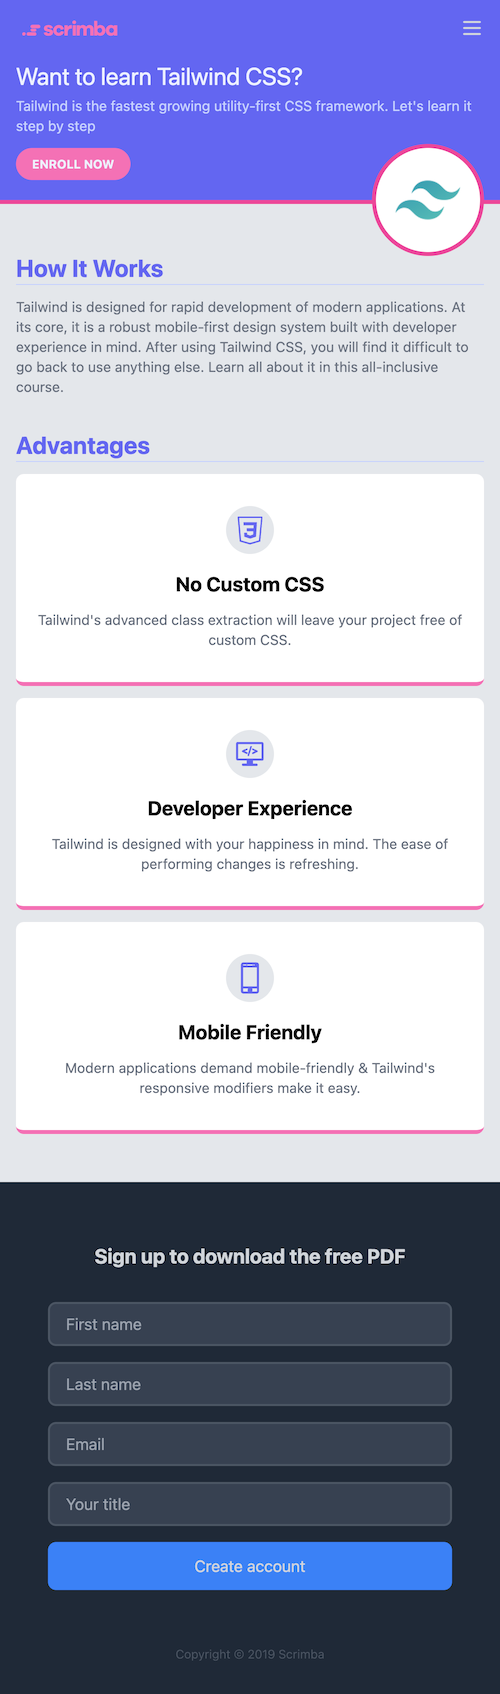 scrimba
Want to learn Tailwind CSS?
Tailwind is the fastest growing utility-first CSS framework. Let's learn it
step by step
ENROLL NOW
How It Works
Tailwind is designed for rapid development of modern applications. At
its core, it is a robust mobile-first design system built with developer
experience in mind. After using Tailwind CSS, you will find it difficult to
go back to use anything else. Learn all about it in this all-inclusive
course.
Advantages
3
No Custom CSS
Tailwind's advanced class extraction will leave your project free of
custom CSS.
</>
Developer Experience
Tailwind is designed with your happiness in mind. The ease of
performing changes is refreshing.
Mobile Friendly
Modern applications demand mobile-friendly & Tailwind's
responsive modifiers make it easy.
Sign up to download the free PDF
First name
Last name
Email
Your title
Create account
Copyright © 2019 Scrimba